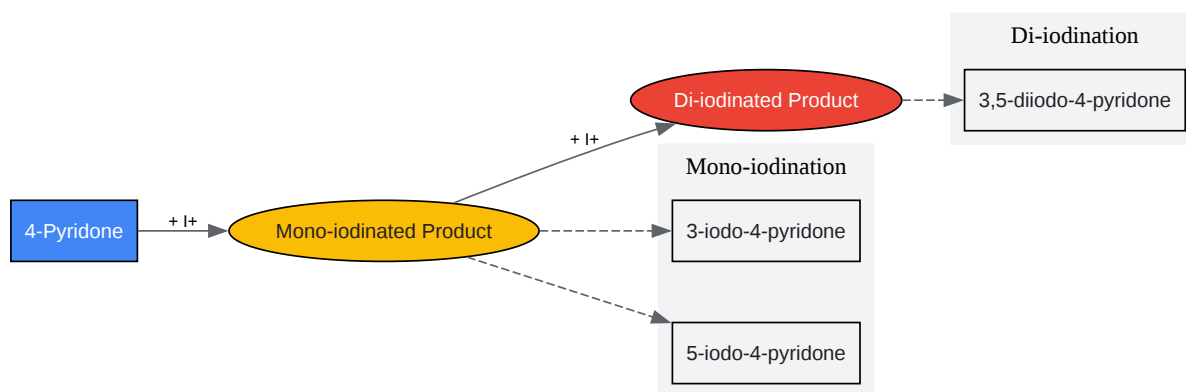 Di-iodination
Di-iodinated Product
3,5-diiodo-4-pyridone
+ I+
Mono-iodination
4-Pyridone
+ I+
Mono-iodinated Product
3-iodo-4-pyridone
5-iodo-4-pyridone